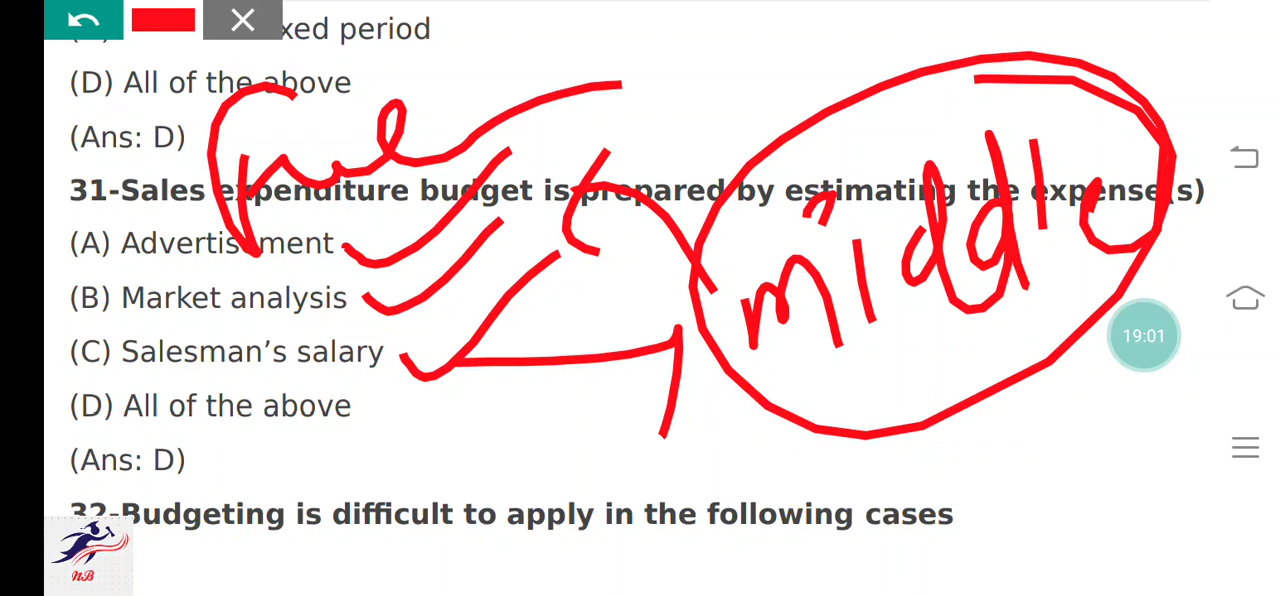 xed period
(D) All of the above
(Ans: D)
31-Sales expenditure budget is prepared by estimating the expense(s)
(A) Advertisement
middle
(B) Market analysis
(C) Salesman’s salary
19:01
(D) All of the above
(Ans: D)
32-Budgeting is difficult to apply in the following cases
NB